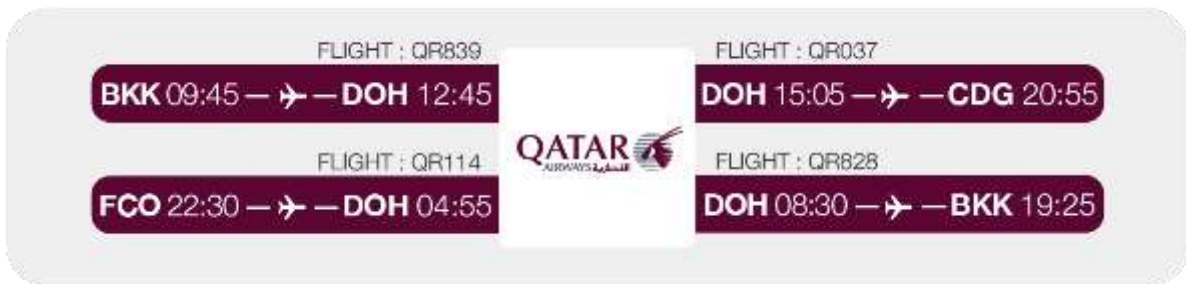 FLIGHT : QR839
BKK 09:45 — — DOH 12:45
FLIGHT : QR037
DOH 15:05 — — CDG 20:55
QATAR
AIRWAYS القطرية
FLIGHT : QR114
FCO 22:30 — — DOH 04:55
FLIGHT : QR828
DOH 08:30 — — BKK 19:25